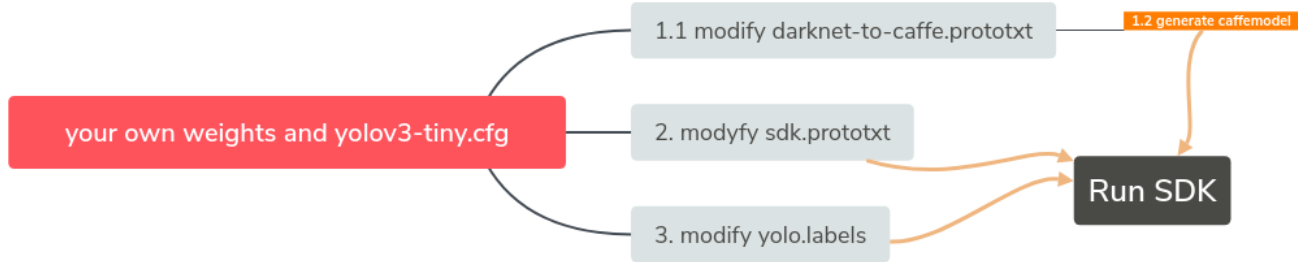 1.1 modify darknet-to-caffe.prototxt
1.2 generate caffemodel
your own weights and yolov3-tiny.cfg
2. modyfy sdk.prototxt
3. modify yolo.labels
Run SDK